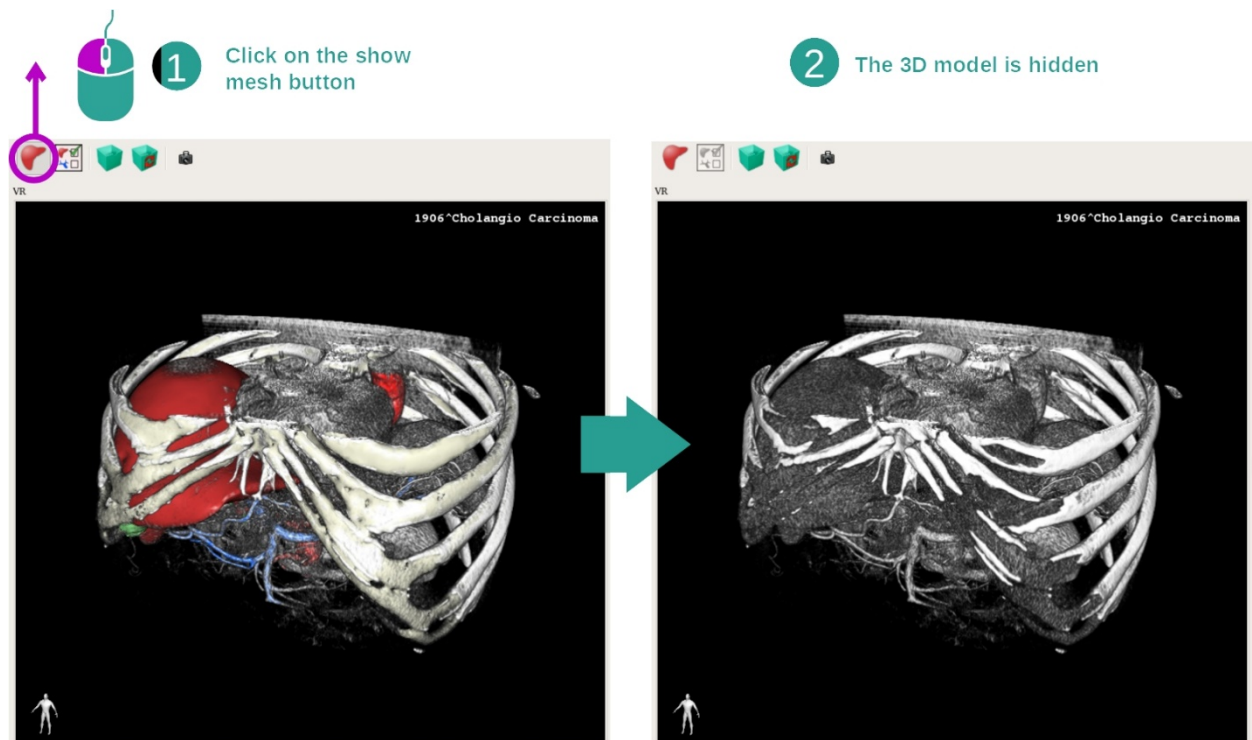 1
Click on the show
mesh button
2
The 3D model is hidden
VR
1906^Cholangio Carcinoma
VR
1906^Cholangio Carcinoma